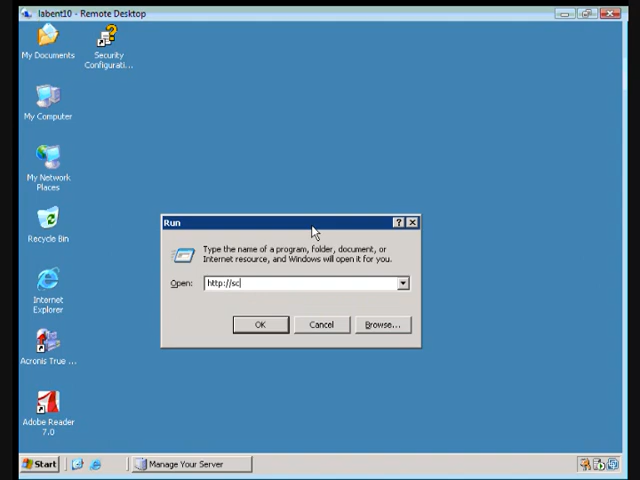 labent10 - Remote Desktop
My Documents
Security
Configurati...
My Computer
My Network
Places
Recycle Bin
Internet
Explorer
Acronis True ...
Adobe Reader
7.0
Run
Type the name of a program, folder, document, or
Internet resource, and Windows will open it for you.
Open:
http://sc
OK
Cancel
Browse...
Start
Manage Your Server